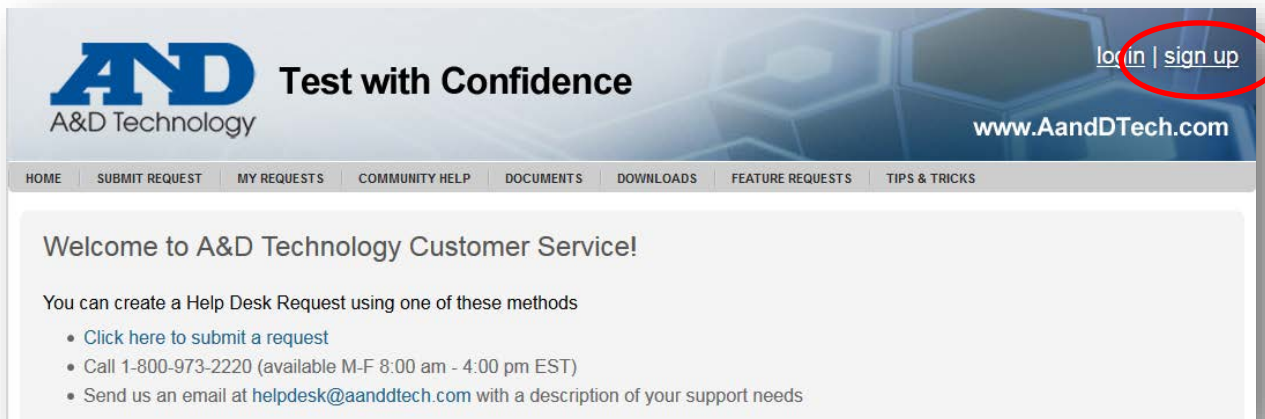 login | sign up
AND Test with Confidence
A&D Technology
www.AandDTech.com
HOME SUBMIT REQUEST MY REQUESTS COMMUNITY HELP DOCUMENTS DOWNLOADS FEATURE REQUESTS TIPS & TRICKS
Welcome to A&D Technology Customer Service!
You can create a Help Desk Request using one of these methods
• Click here to submit a request
• Call 1-800-973-2220 (available M-F 8:00 am - 4:00 pm EST)
• Send us an email at helpdesk@aanddtech.com with a description of your support needs